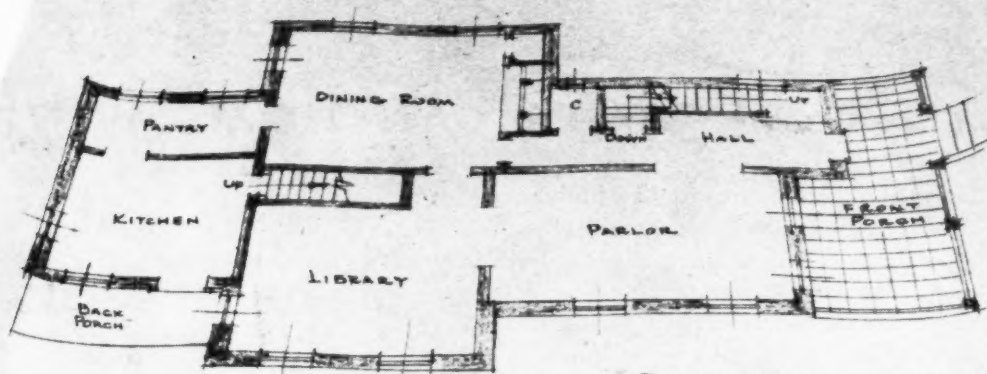 DINING ROOM
PANTRY
C
DOWN
UP
HALL
UP
KITCHEN
LIBRARY
PARLOR
FRONT
PORCH
BACK
PORCH